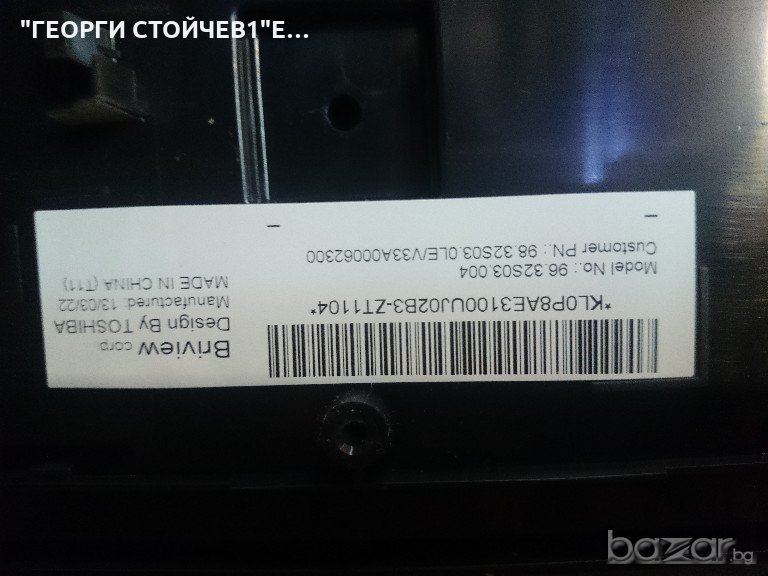 "ГЕОРГИ СТОЙЧЕВ1"Е...
Briview corp
Design By TOSHIBA
Manufactured: 13/03/22
MADE IN CHINA (T11)
*KL0P8AE3100UJ02B3-ZT1104*
Model No.: 96.32S03.004
Customer PN.: 98.32S03.0LE/V33A00062300
bazar.bg